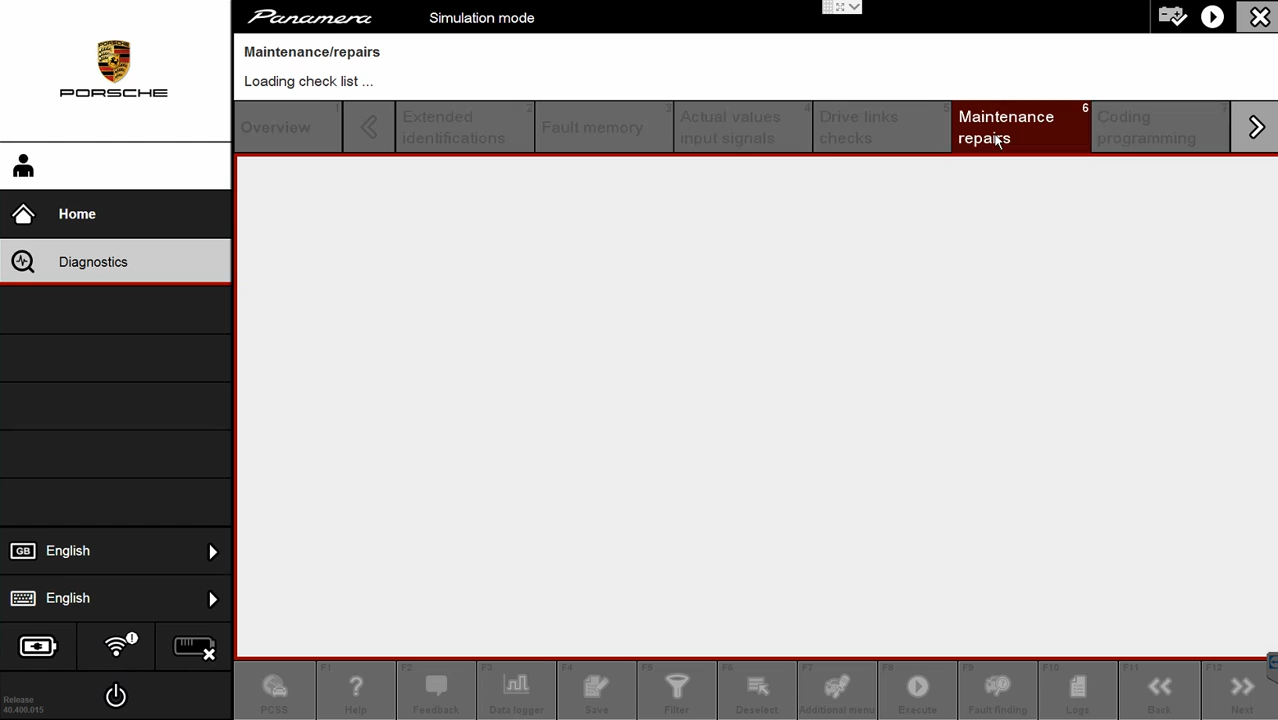 Panamera
Simulation mode
Maintenance/repairs
Loading check list ...
PORSCHE
Home
Diagnostics
GB English
English
Release
40.400.015
Overview 1
Extended 2
identifications
Fault memory 3
Actual values 4
input signals
Drive links 5
checks
Maintenance 6
repairs
Coding 7
programming
PCSS
F1 Help
F2 Feedback
F3 Data logger
F4 Save
F5 Filter
F6 Deselect
F7 Additional menu
F8 Execute
F9 Fault finding
F10 Logs
F11 Back
F12 Next